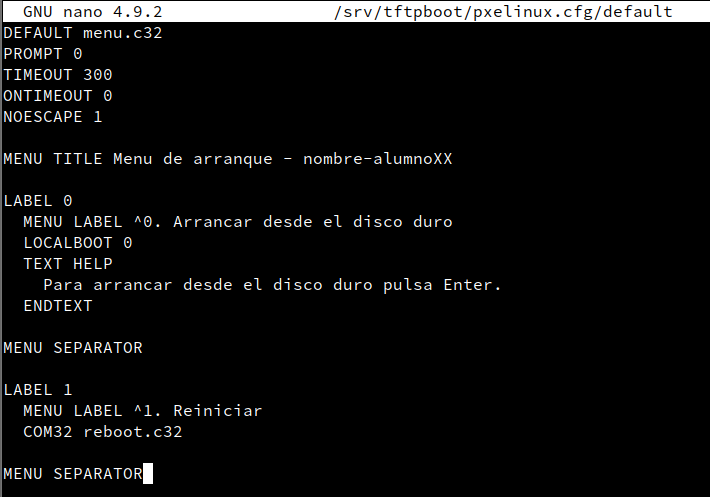 GNU nano 4.9.2 /srv/tftpboot/pxelinux.cfg/default
DEFAULT menu.c32
PROMPT 0
TIMEOUT 300
ONTIMEOUT 0
NOESCAPE 1
MENU TITLE Menu de arranque - nombre-alumnoXX
LABEL 0
MENU LABEL ^0. Arrancar desde el disco duro
LOCALBOOT 0
TEXT HELP
Para arrancar desde el disco duro pulsa Enter.
ENDTEXT
MENU SEPARATOR
LABEL 1
MENU LABEL ^1. Reiniciar
COM32 reboot.c32
MENU SEPARATOR